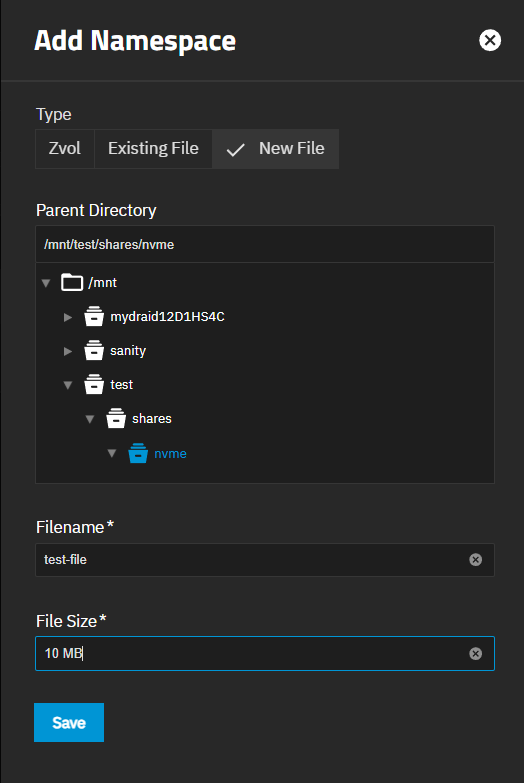 Add Namespace
Type
Zvol Existing File New File
Parent Directory
/mnt/test/shares/nvme
/mnt
mydraid12D1HS4C
sanity
test
shares
nvme
Filename*
test-file
File Size*
10 MB
Save